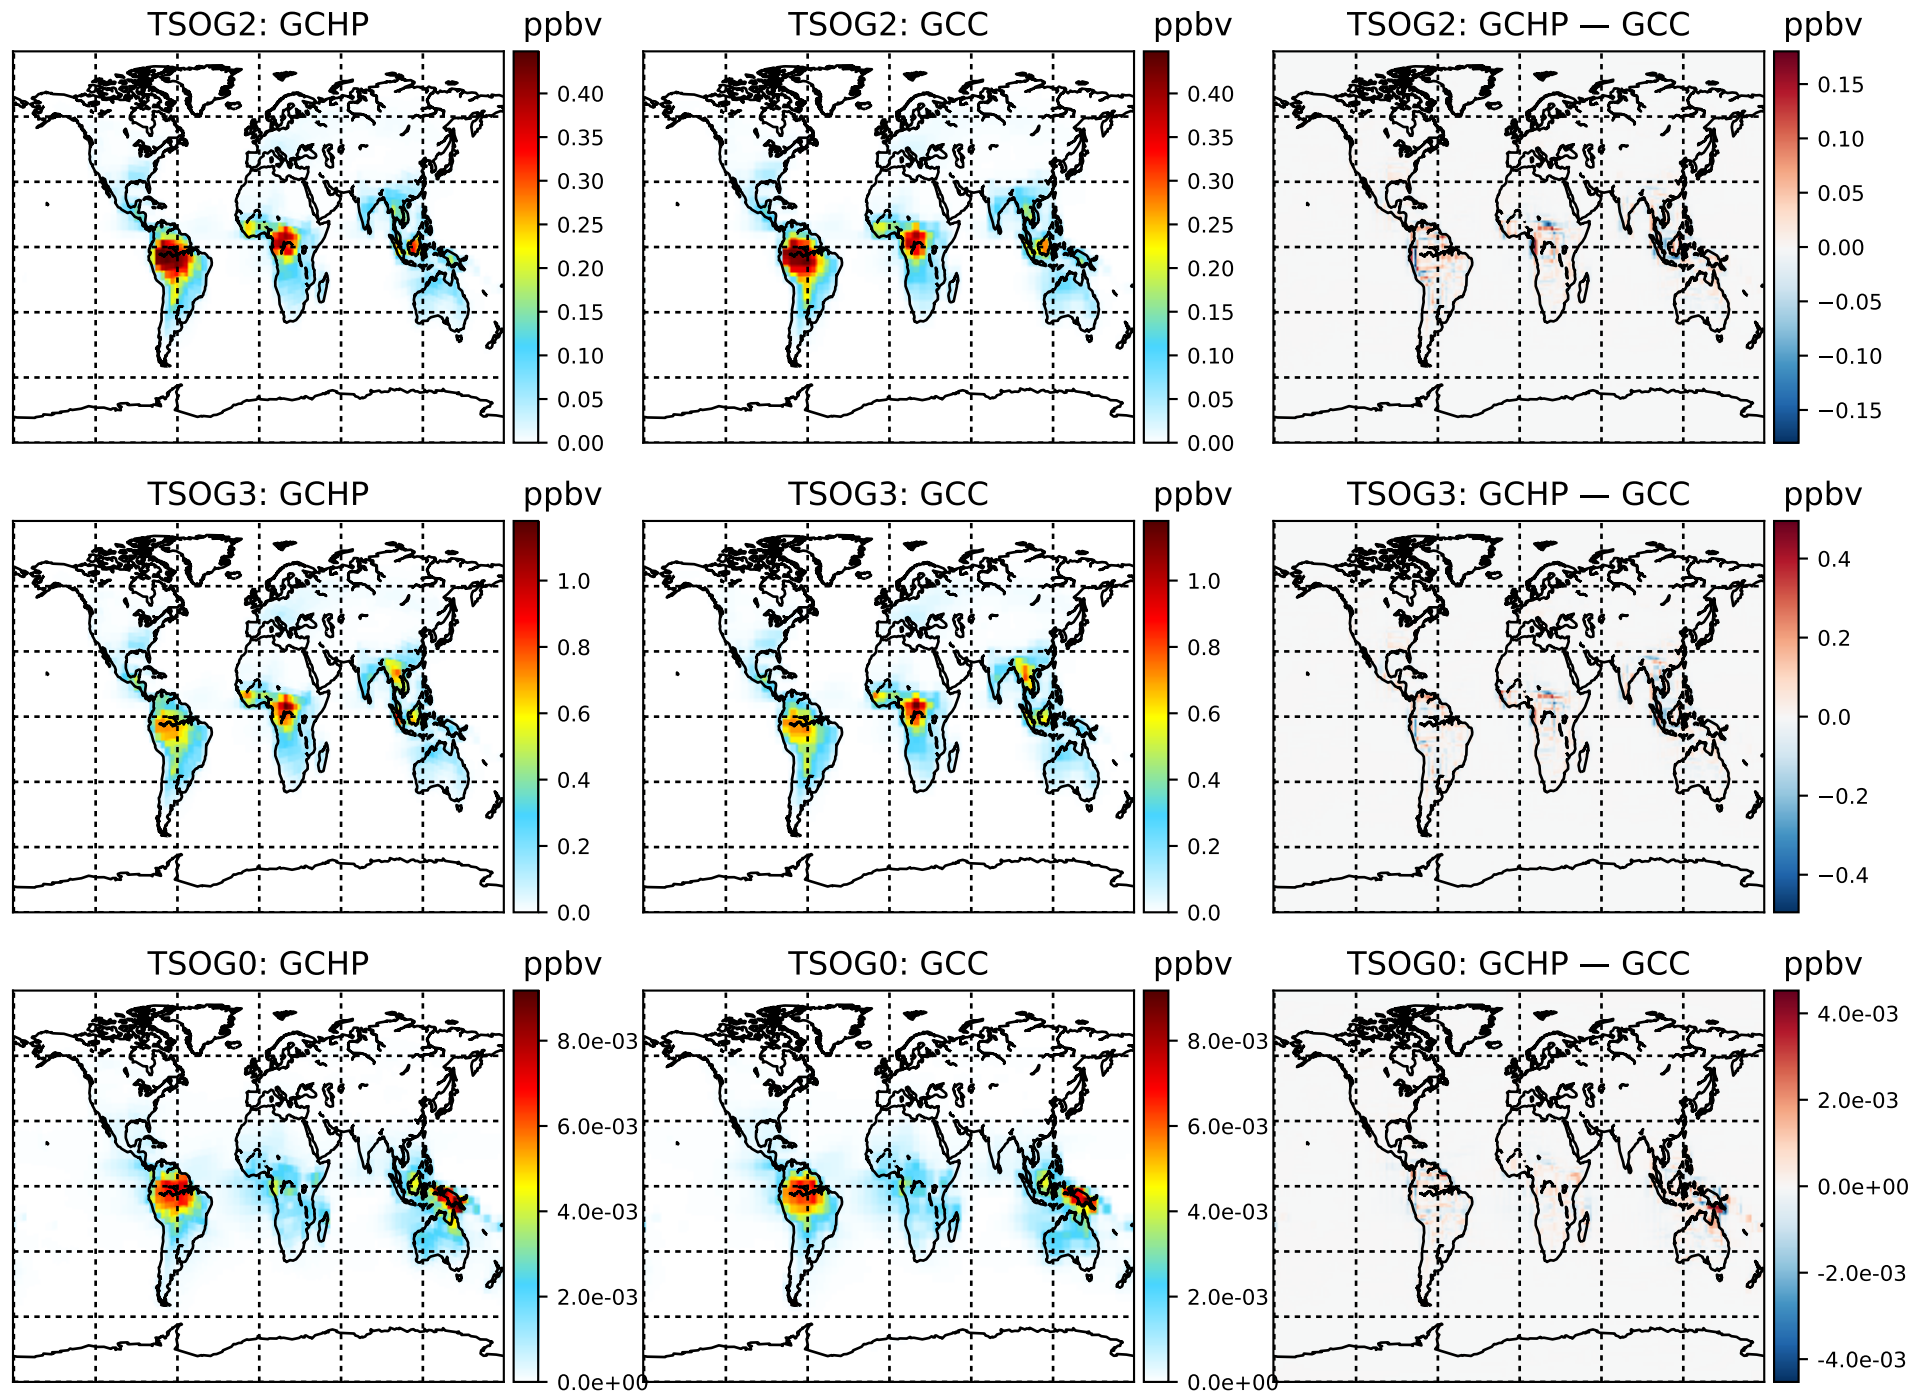 TSOG2: GCHP
ppbv
0.40
0.35
0.30
0.25
0.20
0.15
0.10
0.05
0.00
TSOG2: GCC
ppbv
0.40
0.35
0.30
0.25
0.20
0.15
0.10
0.05
0.00
TSOG2: GCHP — GCC
ppbv
0.15
0.10
0.05
0.00
−0.05
−0.10
−0.15
TSOG3: GCHP
ppbv
1.0
0.8
0.6
0.4
0.2
0.0
TSOG3: GCC
ppbv
1.0
0.8
0.6
0.4
0.2
0.0
TSOG3: GCHP — GCC
ppbv
0.4
0.2
0.0
−0.2
−0.4
TSOG0: GCHP
ppbv
8.0e-03
6.0e-03
4.0e-03
2.0e-03
0.0e+00
TSOG0: GCC
ppbv
8.0e-03
6.0e-03
4.0e-03
2.0e-03
0.0e+00
TSOG0: GCHP — GCC
ppbv
4.0e-03
2.0e-03
0.0e+00
-2.0e-03
-4.0e-03